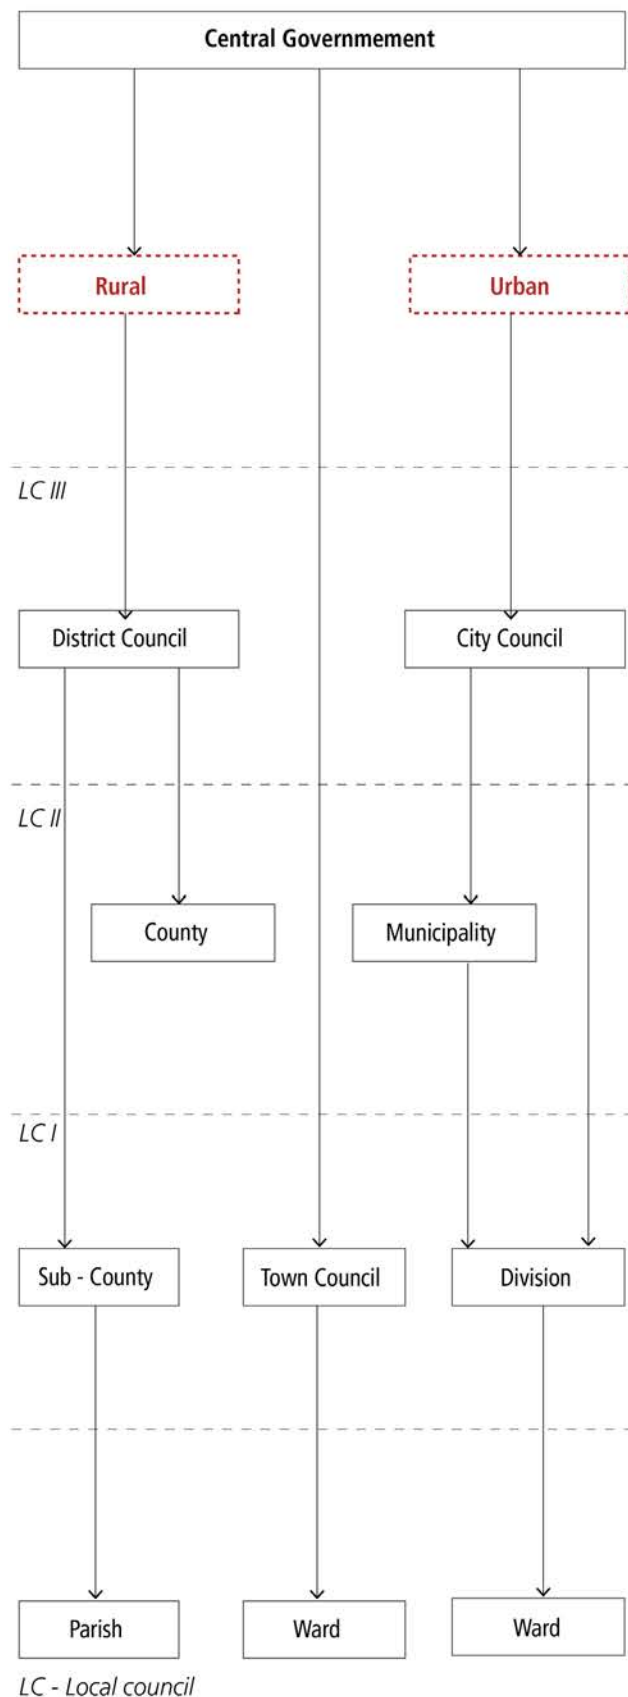 Central Governmement
Rural
Urban
LC III
District Council
City Council
LC II
County
Municipality
LC I
Sub - County
Town Council
Division
Parish
Ward
Ward
LC - Local council